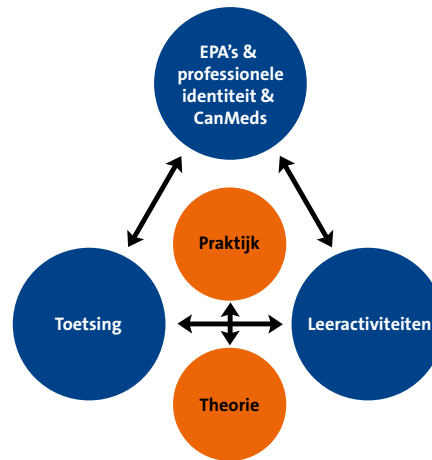 EPA's &
professionele
identiteit &
CanMeds
Praktijk
Toetsing
Leeractiviteiten
Theorie